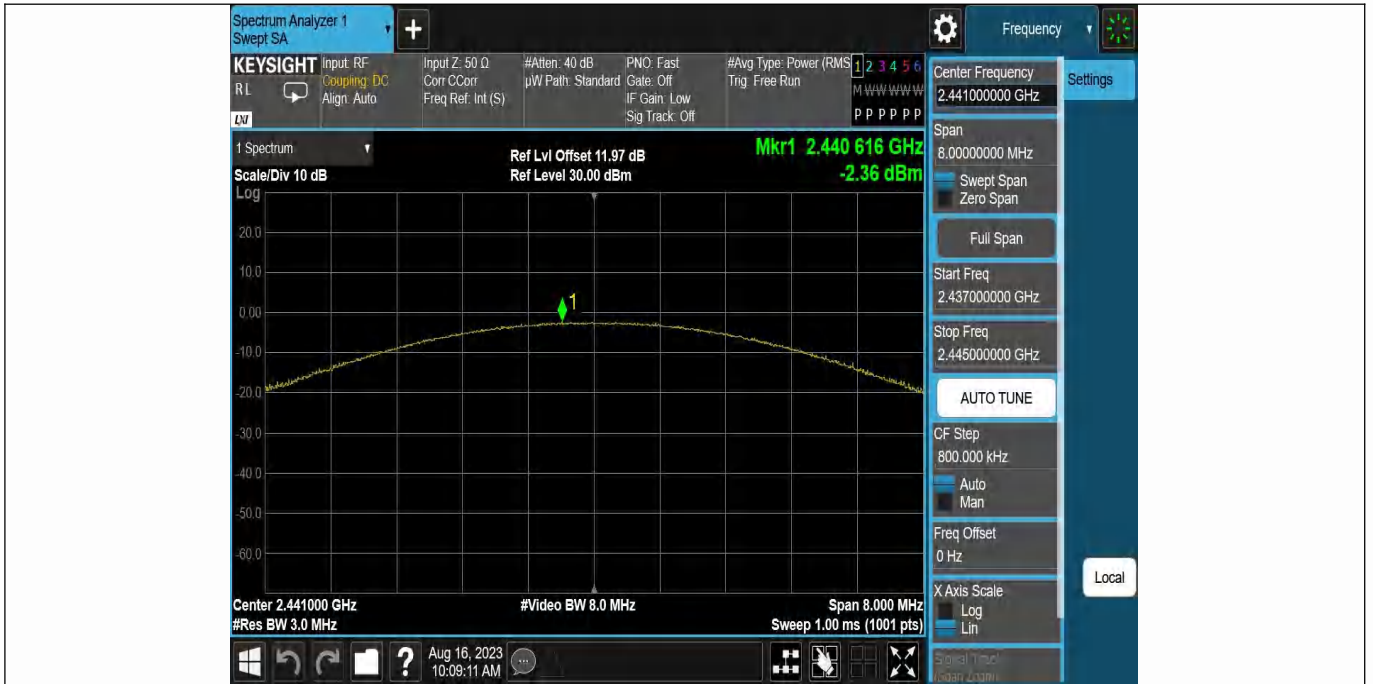 Spectrum Analyzer 1
Swept SA
+
Frequency
KEYSIGHT
RL
LXI
Input: RF
Coupling: DC
Align: Auto
Input Z: 50 Ω
Corr CCorr
Freq Ref: Int (S)
#Atten: 40 dB
µW Path: Standard
PNO: Fast
Gate: Off
IF Gain: Low
Sig Track: Off
#Avg Type: Power (RMS
Trig: Free Run
1 2 3 4 5 6
M W W W W W
P P P P P P
1 Spectrum
Scale/Div 10 dB
Ref Lvl Offset 11.97 dB
Ref Level 30.00 dBm
Mkr1 2.440 616 GHz
-2.36 dBm
Log
20.0
10.0
0.00
-10.0
-20.0
-30.0
-40.0
-50.0
-60.0
1
Center 2.441000 GHz
#Video BW 8.0 MHz
Span 8.000 MHz
#Res BW 3.0 MHz
Sweep 1.00 ms (1001 pts)
?
Aug 16, 2023
10:09:11 AM
Center Frequency
2.441000000 GHz
Settings
Span
8.00000000 MHz
Swept Span
Zero Span
Full Span
Start Freq
2.437000000 GHz
Stop Freq
2.445000000 GHz
AUTO TUNE
CF Step
800.000 kHz
Auto
Man
Freq Offset
0 Hz
Local
X Axis Scale
Log
Lin
Signal Track
(Span Zoom)